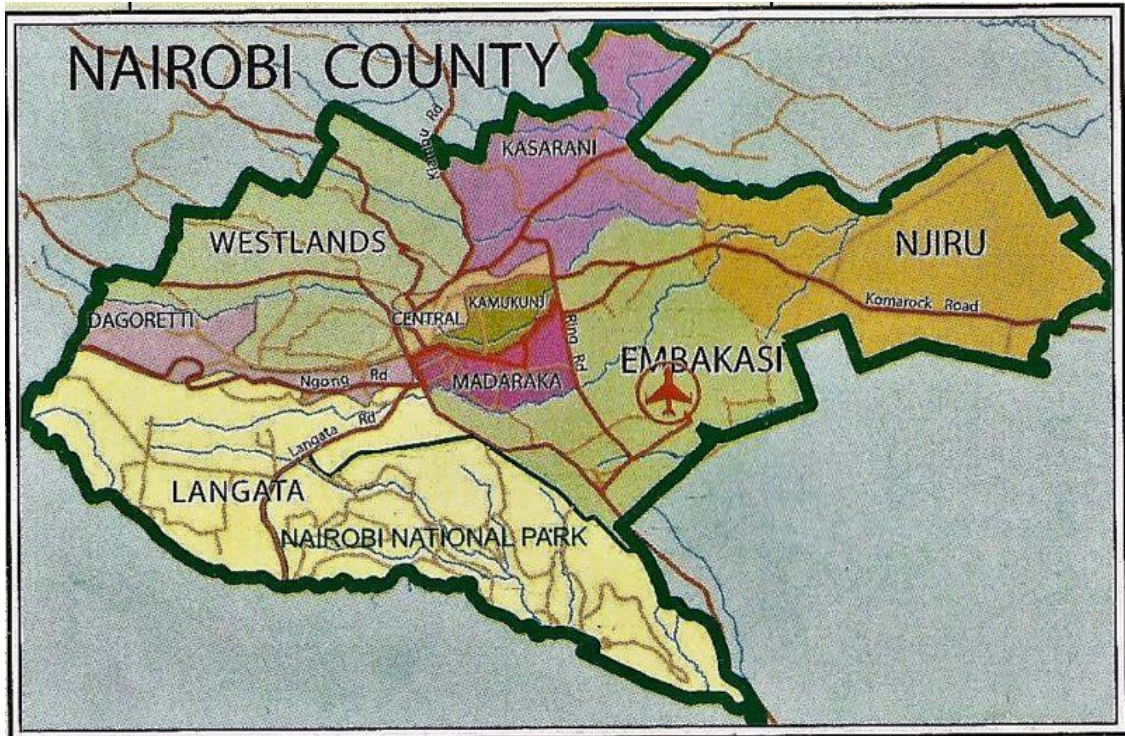 NAIROBI COUNTY
Kiambu Rd
KASARANI
WESTLANDS
NJIRU
KAMUKUNJI
Komarock Road
DAGORETTI
CENTRAL
Ring Rd
EMBAKASI
Ngong Rd
MADARAKA
Langata Rd
LANGATA
NAIROBI NATIONAL PARK